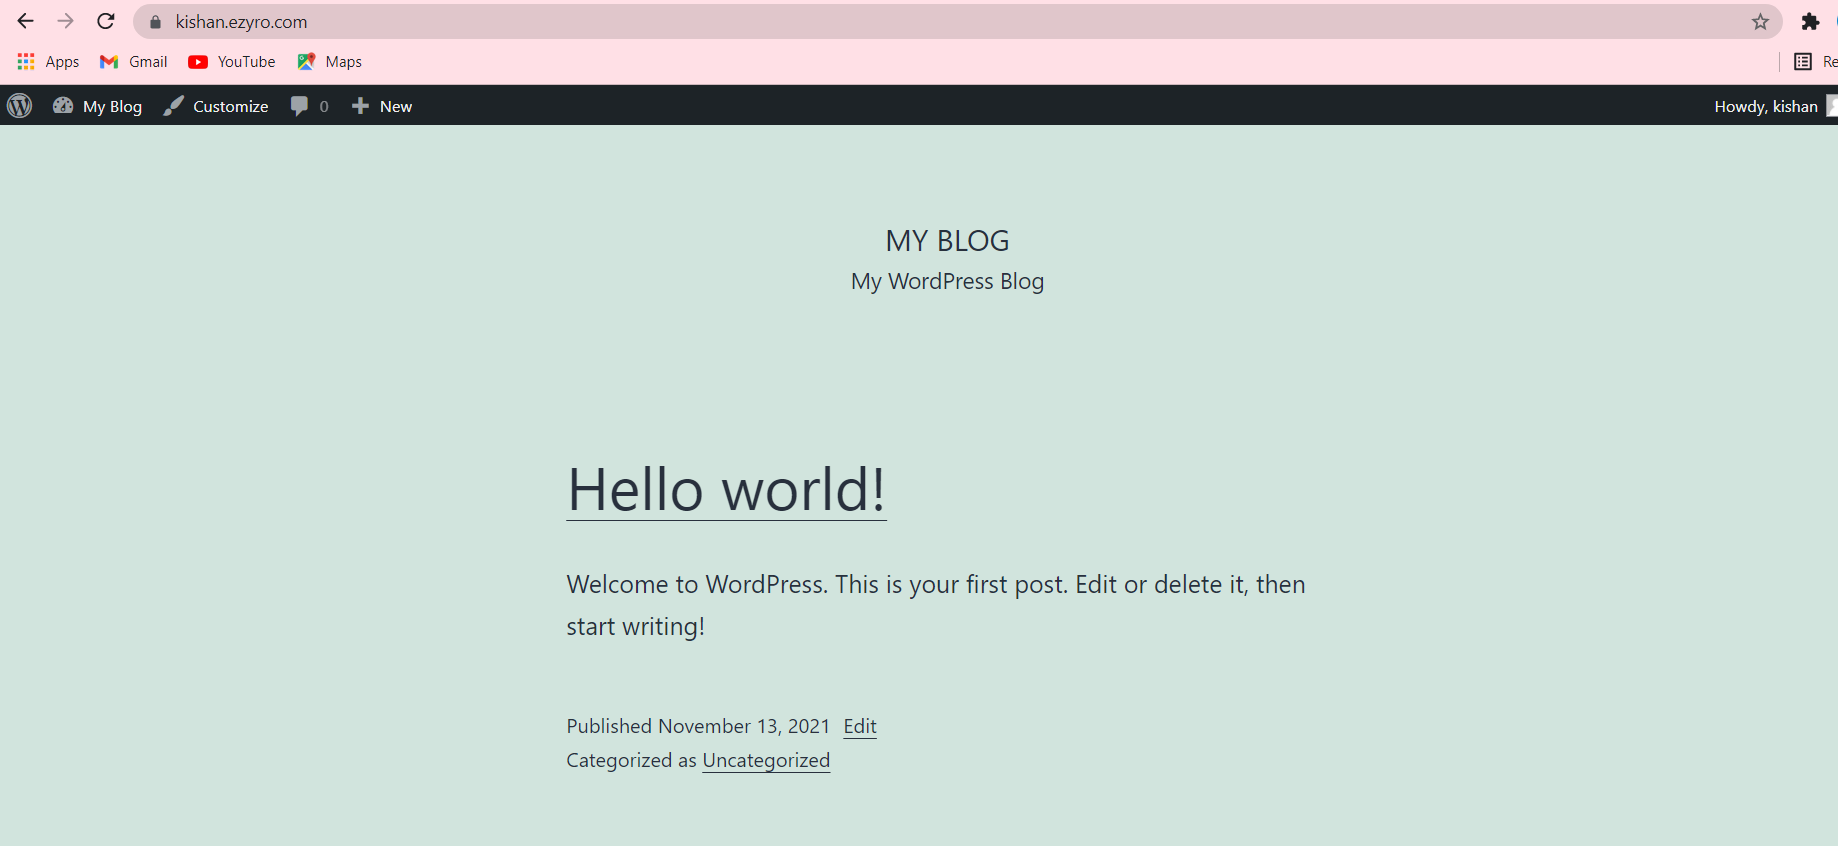 kishan.ezyro.com
Apps Gmail YouTube Maps Re
My Blog Customize 0 New Howdy, kishan
MY BLOG
My WordPress Blog
Hello world!
Welcome to WordPress. This is your first post. Edit or delete it, then
start writing!
Published November 13, 2021 Edit
Categorized as Uncategorized